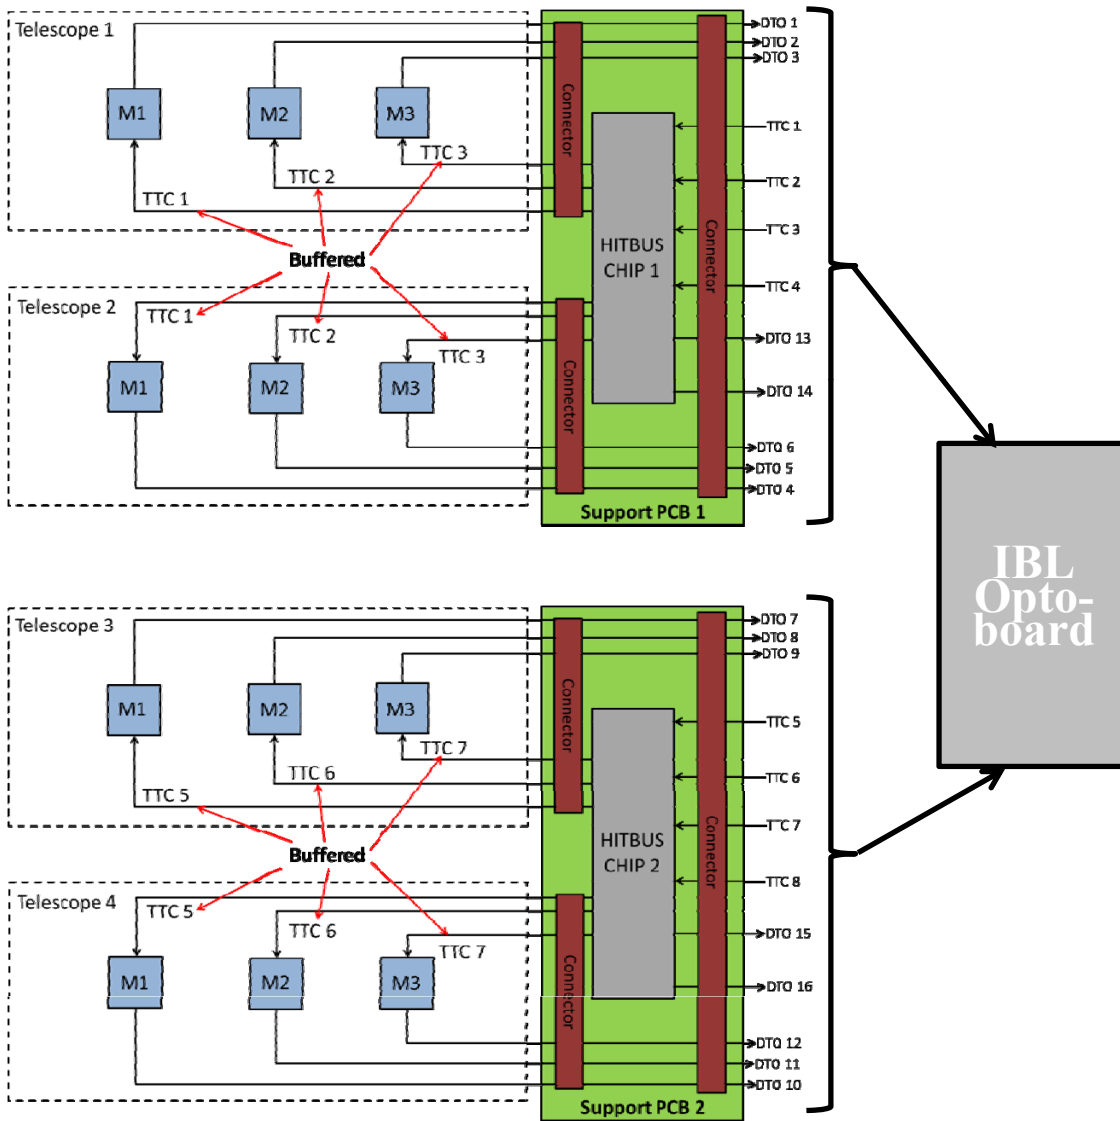 Telescope 1
M1
M2
M3
TTC 1
TTC 2
TTC 3
Connector
HITBUS
CHIP 1
Connector
DTO 1
DTO 2
DTO 3
TTC 1
TTC 2
TTC 3
TTC 4
DTO 13
DTO 14
DTO 6
DTO 5
DTO 4
Buffered
Telescope 2
TTC 1
TTC 2
TTC 3
M1
M2
M3
Connector
Support PCB 1
IBL
Opto-
board
Telescope 3
M1
M2
M3
TTC 5
TTC 6
TTC 7
Connector
HITBUS
CHIP 2
Connector
DTO 7
DTO 8
DTO 9
TTC 5
TTC 6
TTC 7
TTC 8
DTO 15
DTO 16
DTO 12
DTO 11
DTO 10
Buffered
Telescope 4
TTC 5
TTC 6
TTC 7
M1
M2
M3
Connector
Support PCB 2